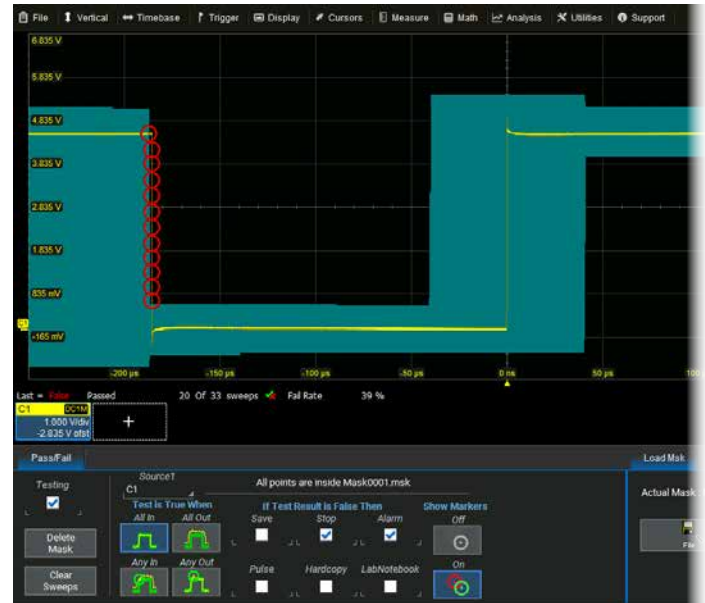 File Vertical Timebase Trigger Display Cursors Measure Math Analysis Utilities Support
6.835 V
5.835 V
4.835 V
3.835 V
2.835 V
1.835 V
835 mV
C1
-165 mV
-200 µs -150 µs -100 µs -50 µs 0 ns 50 µs 100
Last = False Passed 20 Of 33 sweeps Fail Rate 39 %
C1 DC1M
1.000 V/div
-2.835 V ofst
+
Pass/Fail Load Msk
Testing
Source1
C1
All points are inside Mask0001.msk
Actual Mask:
Test is True When
If Test Result is False Then
Show Markers
All In All Out Save Stop Alarm Off
Delete Mask
Any In Any Out Pulse Hardcopy LabNotebook On
File
Clear Sweeps